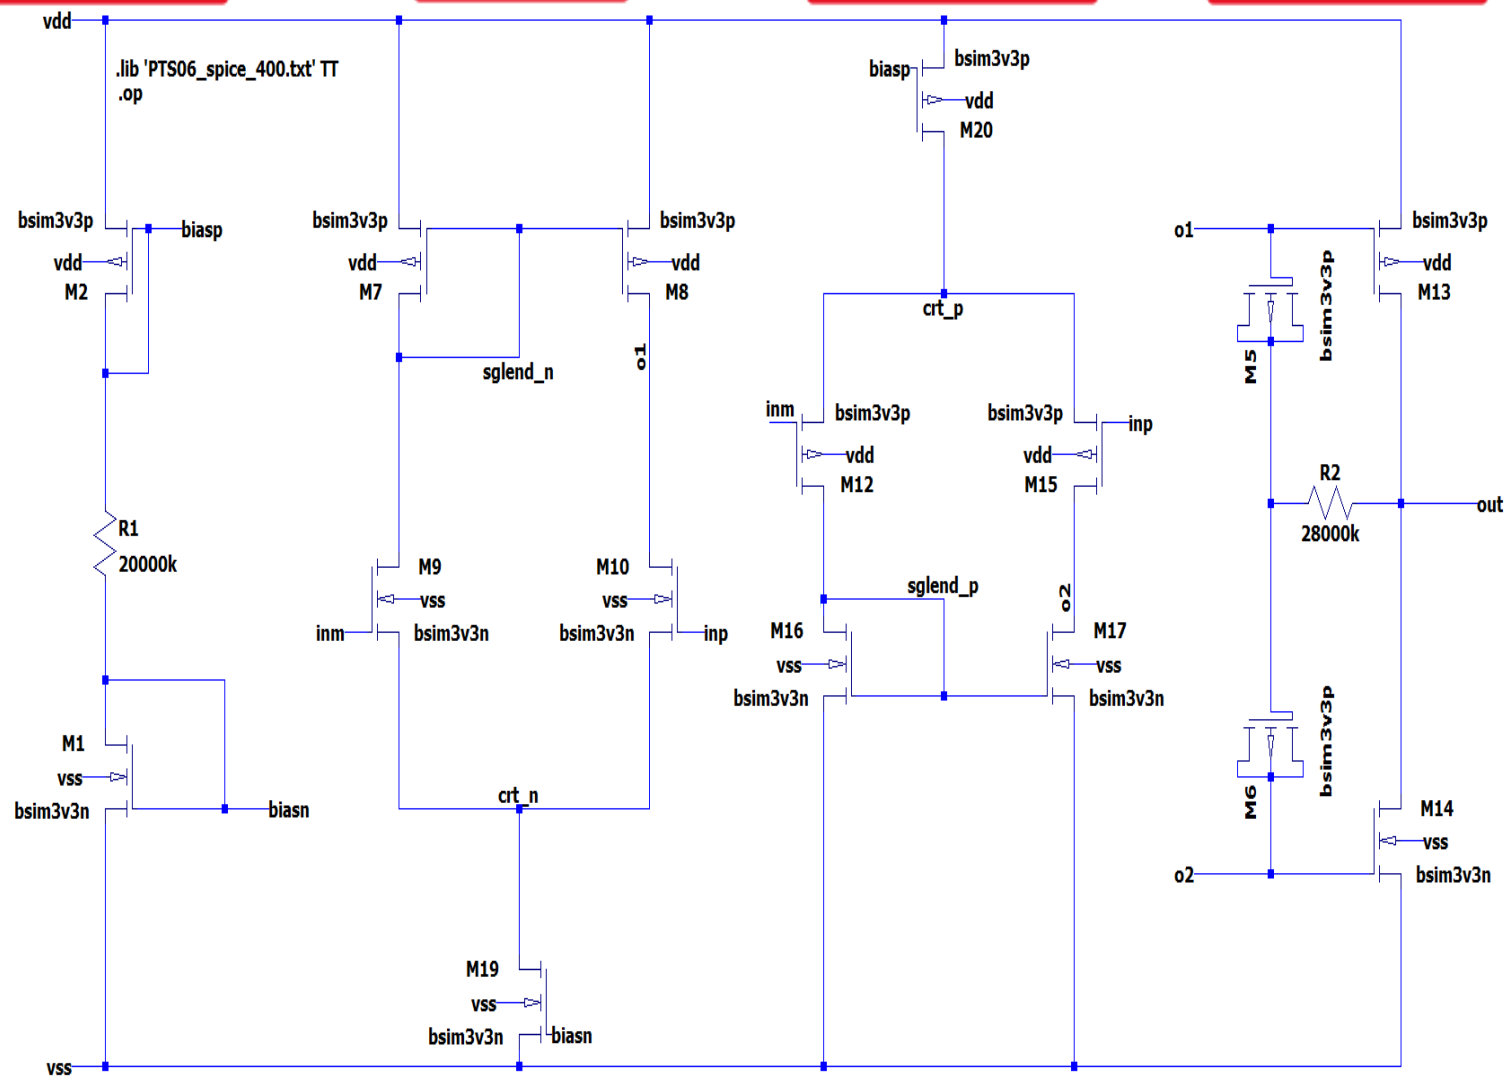 vdd
.lib 'PTS06_spice_400.txt' TT
.op
bsim3v3p
biasp
vdd
M2
R1
20000k
M1
vss
bsim3v3n
biasn
bsim3v3p
vdd
M7
bsim3v3p
vdd
M8
sglend_n
o1
M9
vss
inm
bsim3v3n
M10
vss
bsim3v3n
inp
crt_n
M19
vss
bsim3v3n
biasn
biasp
bsim3v3p
vdd
M20
crt_p
inm
bsim3v3p
vdd
M12
bsim3v3p
inp
vdd
M15
sglend_p
o2
M16
vss
bsim3v3n
M17
vss
bsim3v3n
o1
bsim3v3p
M5
bsim3v3p
vdd
M13
R2
28000k
out
bsim3v3p
M6
M14
vss
o2
bsim3v3n
vss